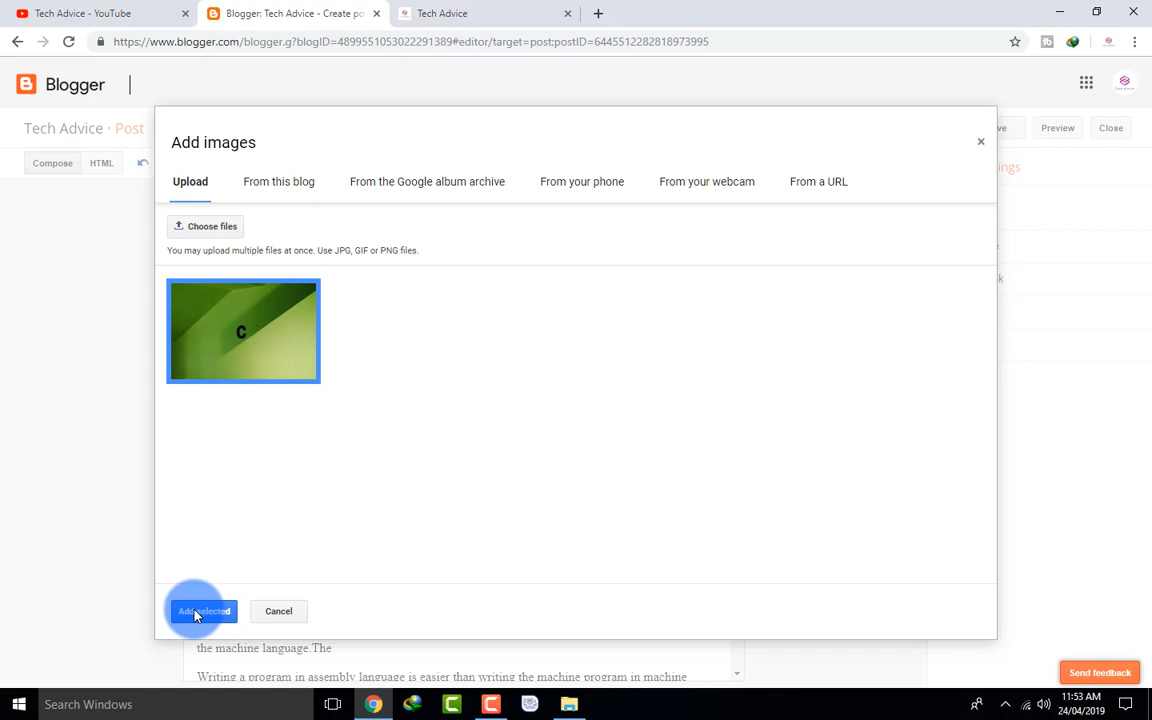 Tech Advice - YouTube
Blogger: Tech Advice - Create po
Tech Advice
https://www.blogger.com/blogger.g?blogID=4899551053022291389#editor/target=post;postID=6445512282818973995
Blogger
Tech Advice · Post
ve
Preview
Close
Compose
HTML
ngs
Add images
Upload
From this blog
From the Google album archive
From your phone
From your webcam
From a URL
Choose files
You may upload multiple files at once. Use JPG, GIF or PNG files.
e
k
C
Add selected
Cancel
the machine language.The
Writing a program in assembly language is easier than writing the machine program in machine
Send feedback
Search Windows
11:53 AM
24/04/2019